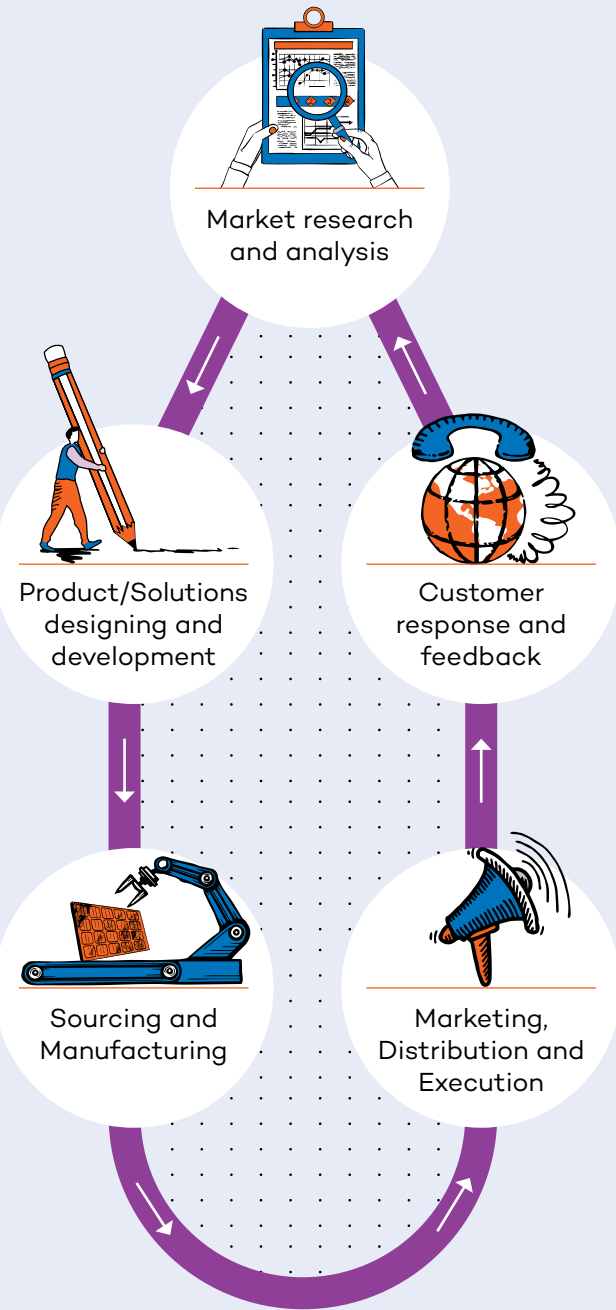 Market research
and analysis
Product/Solutions
designing and
development
Customer
response and
feedback
Sourcing and
Manufacturing
Marketing,
Distribution and
Execution